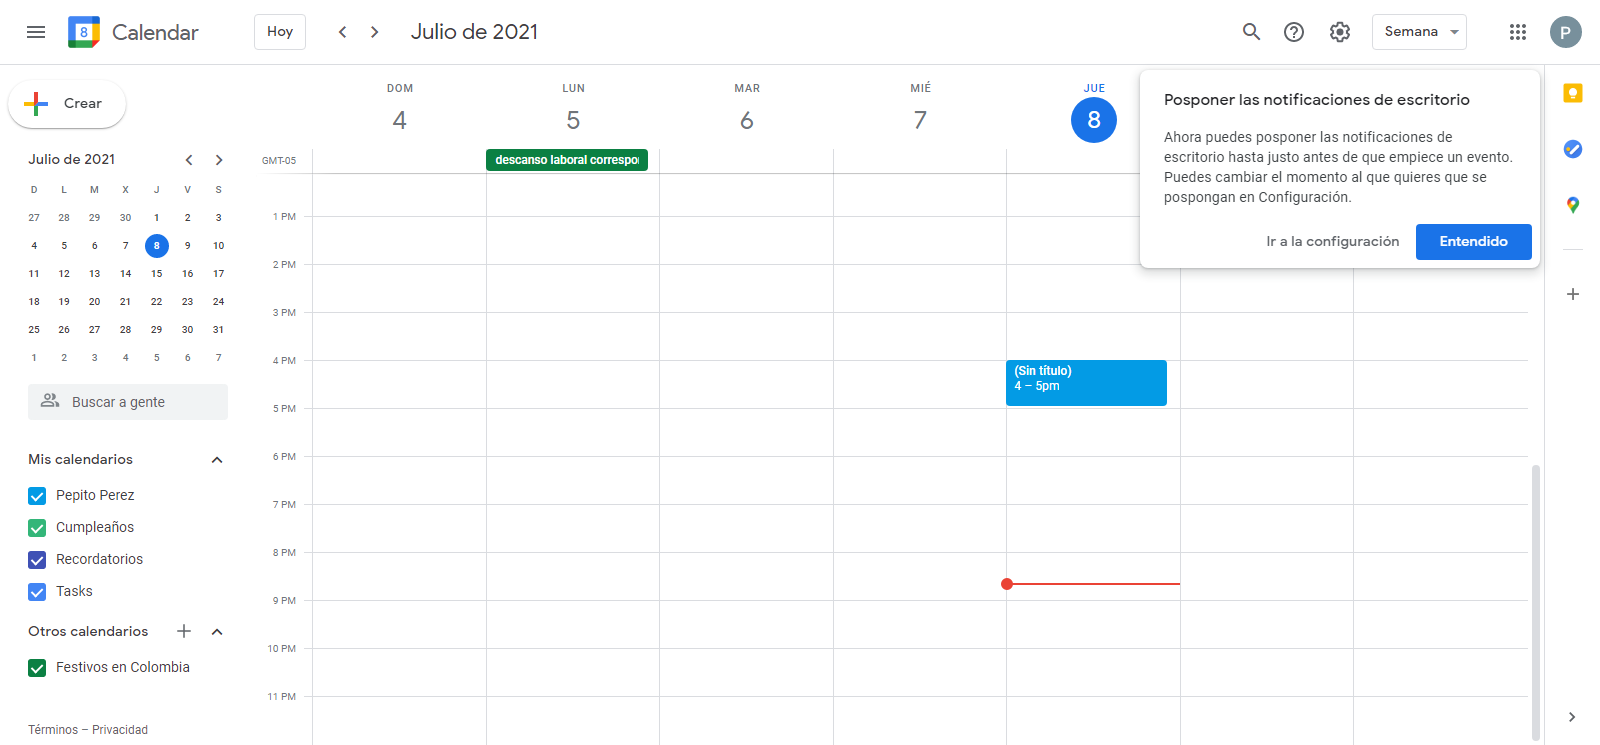 8 Calendar Hoy Julio de 2021 Semana P
Crear
Julio de 2021
D L M X J V S
27 28 29 30 1 2 3
4 5 6 7 8 9 10
11 12 13 14 15 16 17
18 19 20 21 22 23 24
25 26 27 28 29 30 31
1 2 3 4 5 6 7
Buscar a gente
Mis calendarios
Pepito Perez
Cumpleaños
Recordatorios
Tasks
Otros calendarios
Festivos en Colombia
Términos – Privacidad
DOM LUN MAR MIÉ JUE
4 5 6 7 8
GMT-05
descanso laboral correspo
1 PM
2 PM
3 PM
4 PM
5 PM
6 PM
7 PM
8 PM
9 PM
10 PM
11 PM
(Sin título)
4 – 5pm
Posponer las notificaciones de escritorio
Ahora puedes posponer las notificaciones de
escritorio hasta justo antes de que empiece un evento.
Puedes cambiar el momento al que quieres que se
pospongan en Configuración.
Ir a la configuración Entendido